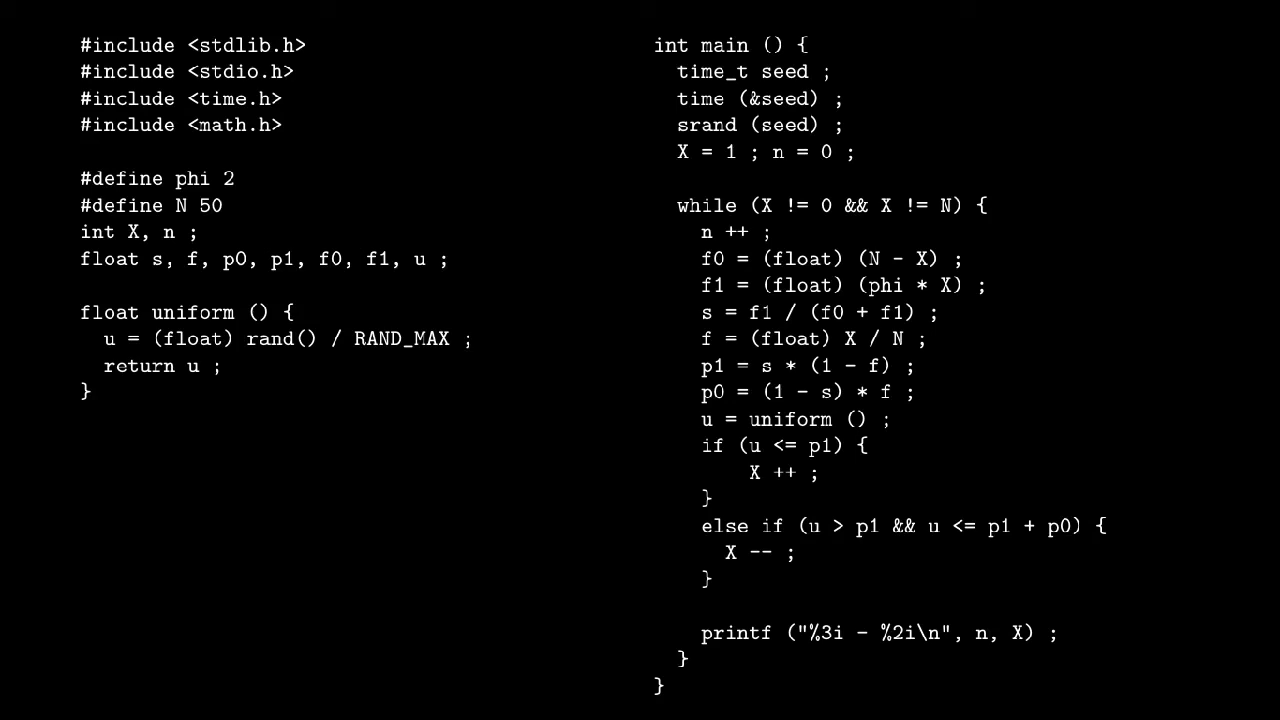 #include <stdlib.h>
#include <stdio.h>
#include <time.h>
#include <math.h>
#define phi 2
#define N 50
int X, n ;
float s, f, p0, p1, f0, f1, u ;
float uniform () {
u = (float) rand() / RAND_MAX ;
return u ;
}
int main () {
time_t seed ;
time (&seed) ;
srand (seed) ;
X = 1 ; n = 0 ;
while (X != 0 && X != N) {
n ++ ;
f0 = (float) (N - X) ;
f1 = (float) (phi * X) ;
s = f1 / (f0 + f1) ;
f = (float) X / N ;
p1 = s * (1 - f) ;
p0 = (1 - s) * f ;
u = uniform () ;
if (u <= p1) {
X ++ ;
}
else if (u > p1 && u <= p1 + p0) {
X -- ;
}
printf ("%3i - %2i\n", n, X) ;
}
}